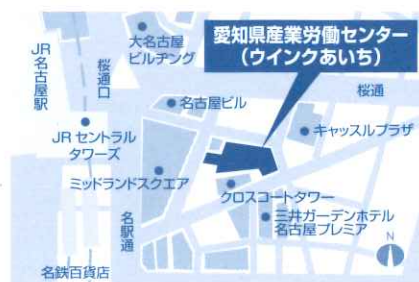 愛知県産業労働センター
(ウインクあいち)
大名古屋
ビルヂング
JR名古屋駅
桜通口
桜通
名古屋ビル
キャッスルプラザ
JRセントラル
タワーズ
ミッドランドスクエア
クロスコートタワー
三井ガーデンホテル
名古屋プレミア
名駅通
N
名鉄百貨店